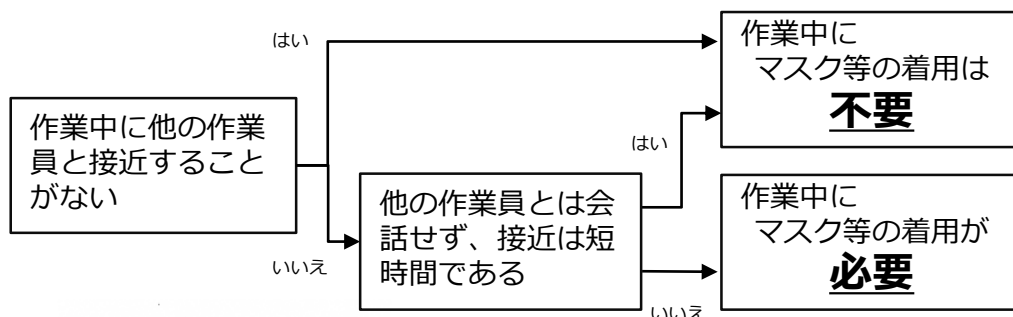 はい
作業中に他の作業
員と接近すること
がない
いいえ
他の作業員とは会
話せず、接近は短
時間である
はい
いいえ
作業中に
マスク等の着用は
不要
作業中に
マスク等の着用が
必要